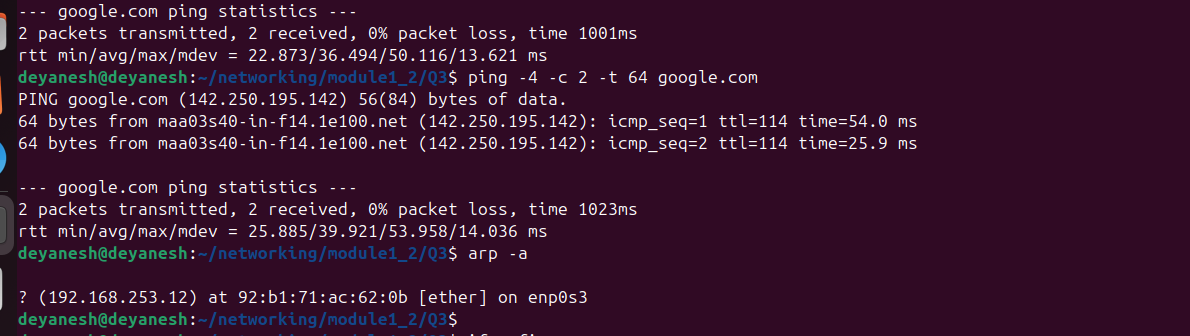 --- google.com ping statistics ---
2 packets transmitted, 2 received, 0% packet loss, time 1001ms
rtt min/avg/max/mdev = 22.873/36.494/50.116/13.621 ms
deyanesh@deyanesh:~/networking/module1_2/Q3$ ping -4 -c 2 -t 64 google.com
PING google.com (142.250.195.142) 56(84) bytes of data.
64 bytes from maa03s40-in-f14.1e100.net (142.250.195.142): icmp_seq=1 ttl=114 time=54.0 ms
64 bytes from maa03s40-in-f14.1e100.net (142.250.195.142): icmp_seq=2 ttl=114 time=25.9 ms
--- google.com ping statistics ---
2 packets transmitted, 2 received, 0% packet loss, time 1023ms
rtt min/avg/max/mdev = 25.885/39.921/53.958/14.036 ms
deyanesh@deyanesh:~/networking/module1_2/Q3$ arp -a
? (192.168.253.12) at 92:b1:71:ac:62:0b [ether] on enp0s3
deyanesh@deyanesh:~/networking/module1_2/Q3$